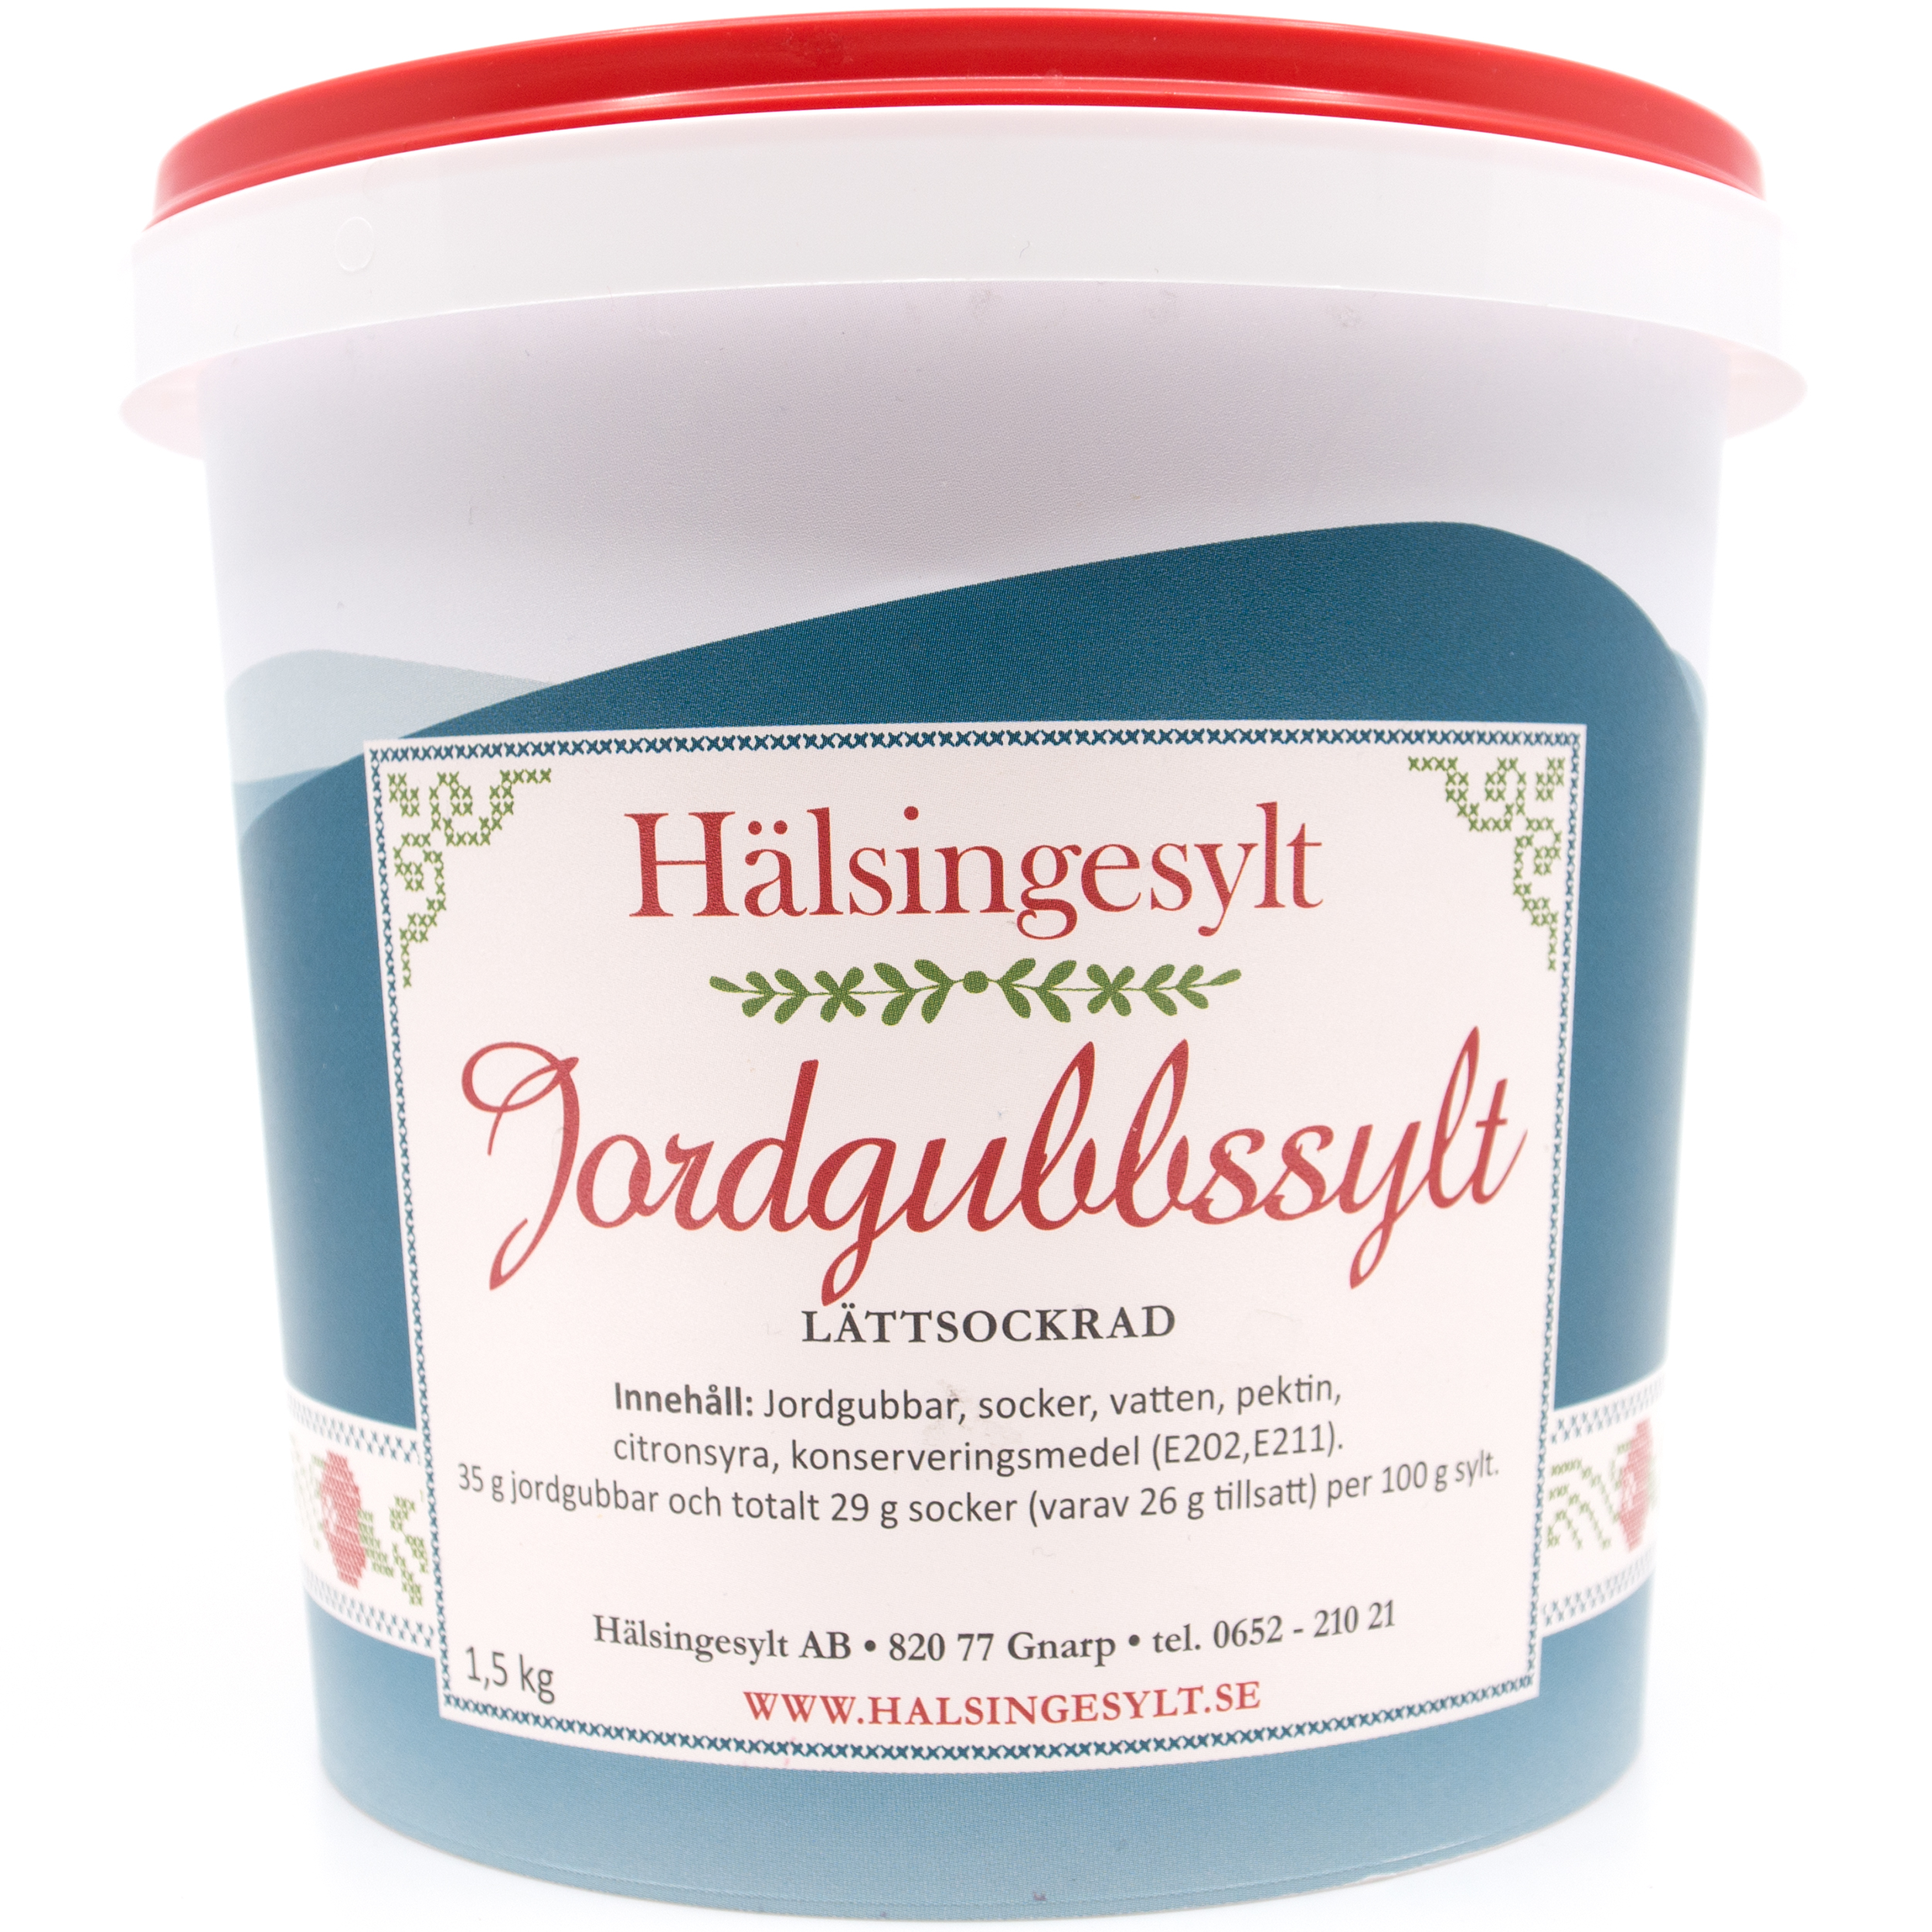 Hälsingesylt
Jordgubbssylt
LÄTTSOCKRAD
Innehåll: Jordgubbar, socker, vatten, pektin,
citronsyra, konserveringsmedel (E202,E211).
35 g jordgubbar och totalt 29 g socker (varav 26 g tillsatt) per 100 g sylt.
Hälsingesylt AB • 820 77 Gnarp • tel. 0652 - 210 21
1,5 kg
WWW.HALSINGESYLT.SE